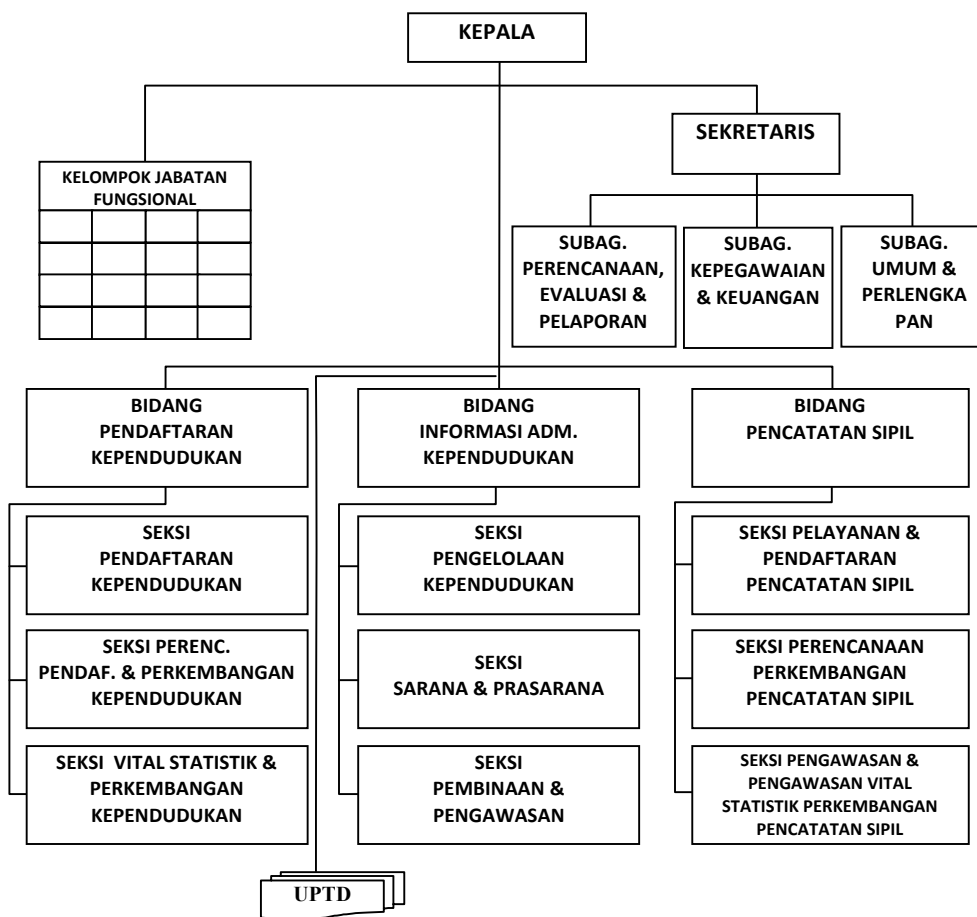 KEPALA
SEKRETARIS
KELOMPOK JABATAN
FUNGSIONAL
SUBAG.
PERENCANAAN,
EVALUASI &
PELAPORAN
SUBAG.
KEPEGAWAIAN
& KEUANGAN
SUBAG.
UMUM &
PERLENGKA
PAN
BIDANG
PENDAFTARAN
KEPENDUDUKAN
BIDANG
INFORMASI ADM.
KEPENDUDUKAN
BIDANG
PENCATATAN SIPIL
SEKSI
PENDAFTARAN
KEPENDUDUKAN
SEKSI
PENGELOLAAN
KEPENDUDUKAN
SEKSI PELAYANAN &
PENDAFTARAN
PENCATATAN SIPIL
SEKSI PERENC.
PENDAF. & PERKEMBANGAN
KEPENDUDUKAN
SEKSI
SARANA & PRASARANA
SEKSI PERENCANAAN
PERKEMBANGAN
PENCATATAN SIPIL
SEKSI VITAL STATISTIK &
PERKEMBANGAN
KEPENDUDUKAN
SEKSI
PEMBINAAN &
PENGAWASAN
SEKSI PENGAWASAN &
PENGAWASAN VITAL
STATISTIK PERKEMBANGAN
PENCATATAN SIPIL
UPTD